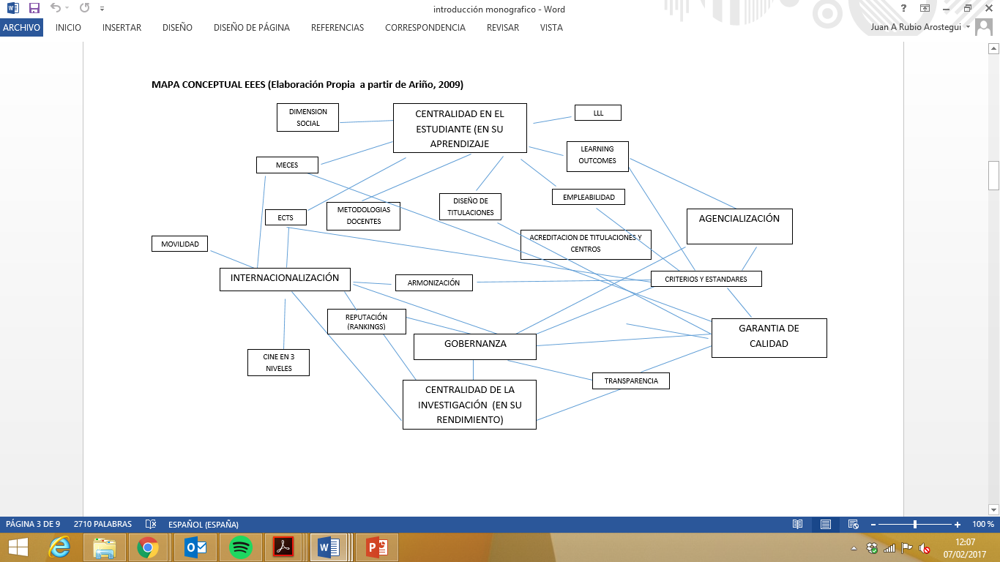 introducción monografico - Word
ARCHIVO INICIO INSERTAR DISEÑO DISEÑO DE PÁGINA REFERENCIAS CORRESPONDENCIA REVISAR VISTA
Juan A Rubio Arostegui
MAPA CONCEPTUAL EEES (Elaboración Propia a partir de Ariño, 2009)
DIMENSION
SOCIAL
CENTRALIDAD EN EL
ESTUDIANTE (EN SU
APRENDIZAJE
LLL
LEARNING
OUTCOMES
MECES
EMPLEABILIDAD
DISEÑO DE
TITULACIONES
METODOLOGIAS
DOCENTES
ECTS
AGENCIALIZACIÓN
ACREDITACION DE TITULACIONES Y
CENTROS
MOVILIDAD
INTERNACIONALIZACIÓN
ARMONIZACIÓN
CRITERIOS Y ESTANDARES
REPUTACIÓN
(RANKINGS)
GOBERNANZA
GARANTIA DE
CALIDAD
CINE EN 3
NIVELES
TRANSPARENCIA
CENTRALIDAD DE LA
INVESTIGACIÓN (EN SU
RENDIMIENTO)
PÁGINA 3 DE 9 2710 PALABRAS ESPAÑOL (ESPAÑA) 100 %
12:07
07/02/2017